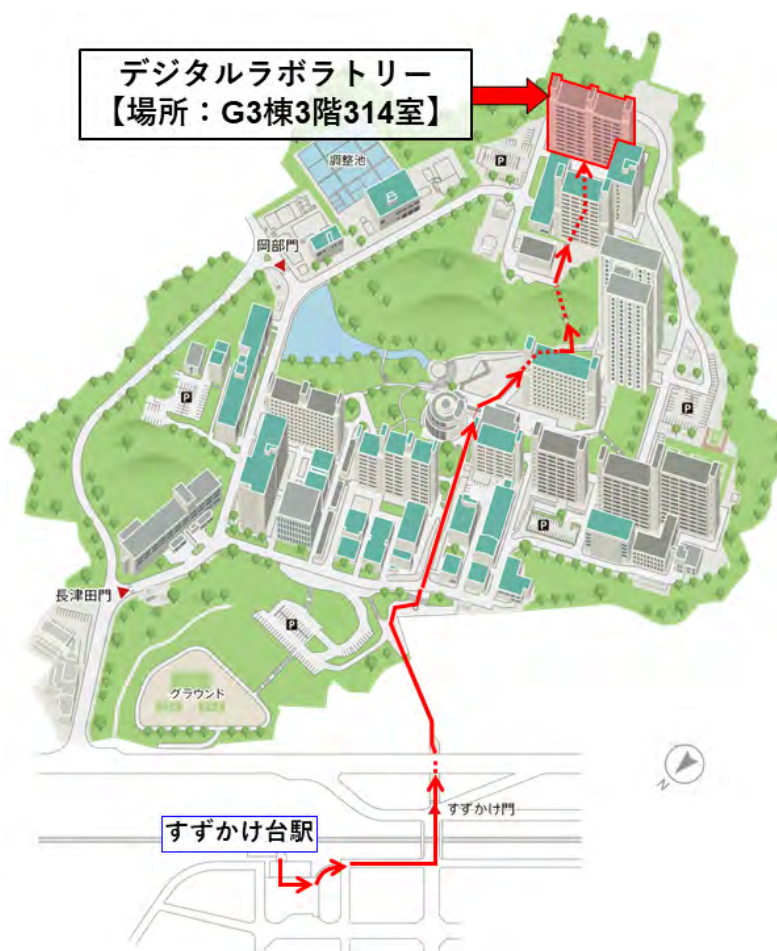 デジタルラボラトリー
【場所：G3棟3階314室】
調整池
P
岡部門
P
P
P
長津田門
P
グラウンド
N
すずかけ門
すずかけ台駅